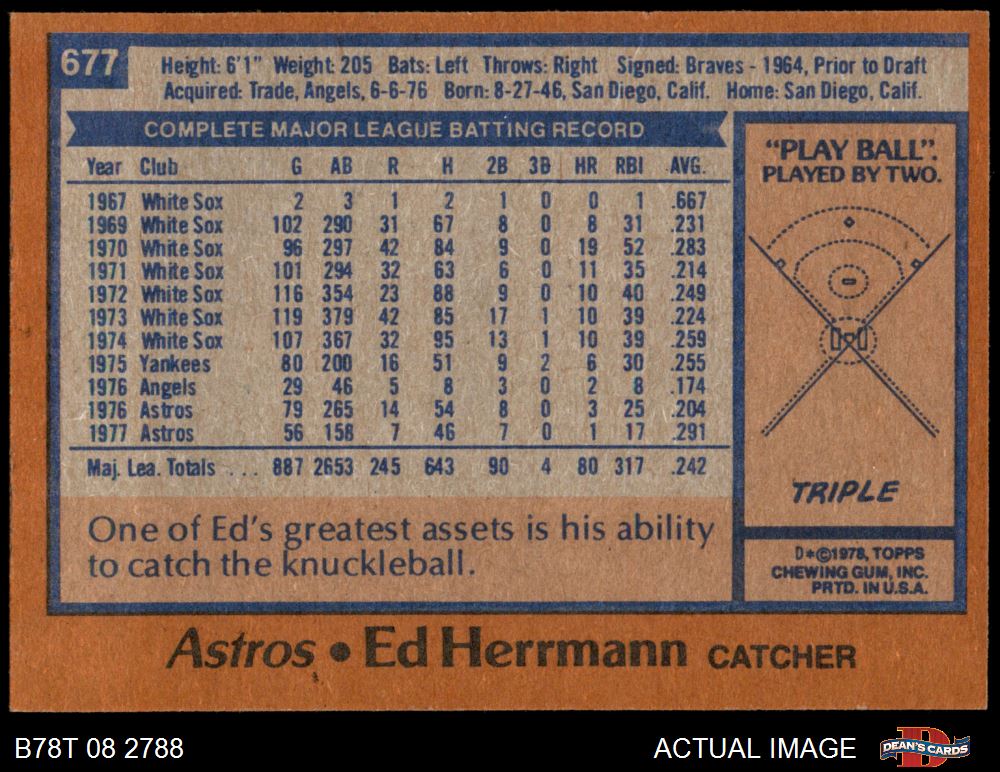 677
Height: 6'1" Weight: 205 Bats: Left Throws: Right Signed: Braves - 1964, Prior to Draft
Acquired: Trade, Angels, 6-6-76 Born: 8-27-46, San Diego, Calif. Home: San Diego, Calif.
COMPLETE MAJOR LEAGUE BATTING RECORD
Year Club G AB R H 2B 3B HR RBI AVG.
1967 White Sox 2 3 1 2 1 0 0 1 .667
1969 White Sox 102 290 31 67 8 0 8 31 .231
1970 White Sox 96 297 42 84 9 0 19 52 .283
1971 White Sox 101 294 32 63 6 0 11 35 .214
1972 White Sox 116 354 23 88 9 0 10 40 .249
1973 White Sox 119 379 42 85 17 1 10 39 .224
1974 White Sox 107 367 32 95 13 1 10 39 .259
1975 Yankees 80 200 16 51 9 2 6 30 .255
1976 Angels 29 46 5 8 3 0 2 8 .174
1976 Astros 79 265 14 54 8 0 3 25 .204
1977 Astros 56 158 7 46 7 0 1 17 .291
Maj. Lea. Totals ... 887 2653 245 643 90 4 80 317 .242
One of Ed's greatest assets is his ability
to catch the knuckleball.
"PLAY BALL".
PLAYED BY TWO.
TRIPLE
D*©1978, TOPPS
CHEWING GUM, INC.
PRTD. IN U.S.A.
Astros • Ed Herrmann CATCHER
B78T 08 2788
ACTUAL IMAGE
D
DEAN'S CARDS